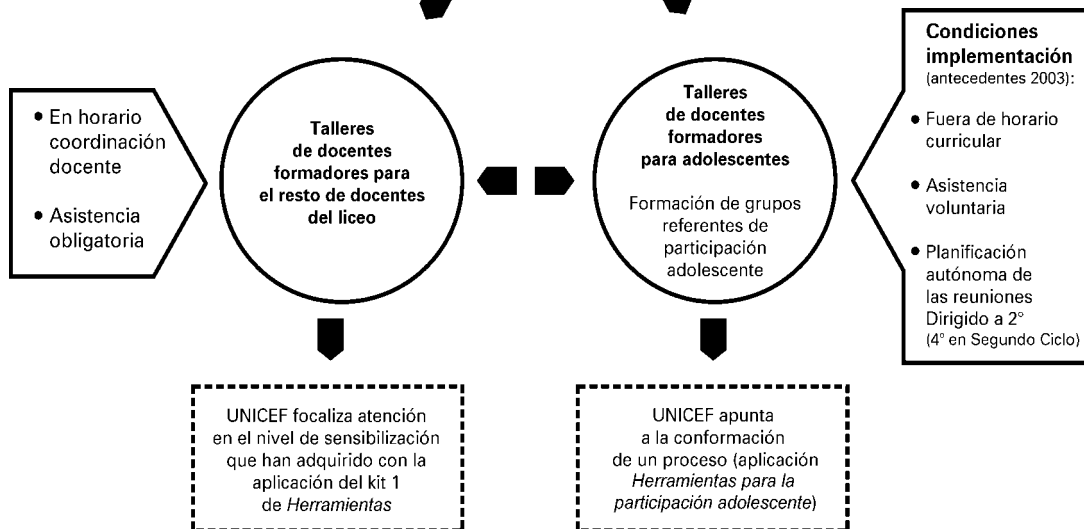 • En horario
coordinación
docente
• Asistencia
obligatoria
Talleres
de docentes
formadores para
el resto de docentes
del liceo
Talleres
de docentes
formadores
para adolescentes
Formación de grupos
referentes de
participación
adolescente
Condiciones
implementación
(antecedentes 2003):
• Fuera de horario
curricular
• Asistencia
voluntaria
• Planificación
autónoma de
las reuniones
Dirigido a 2°
(4° en Segundo Ciclo)
UNICEF focaliza atención
en el nivel de sensibilización
que han adquirido con la
aplicación del kit 1
de Herramientas
UNICEF apunta
a la conformación
de un proceso (aplicación
Herramientas para la
participación adolescente)